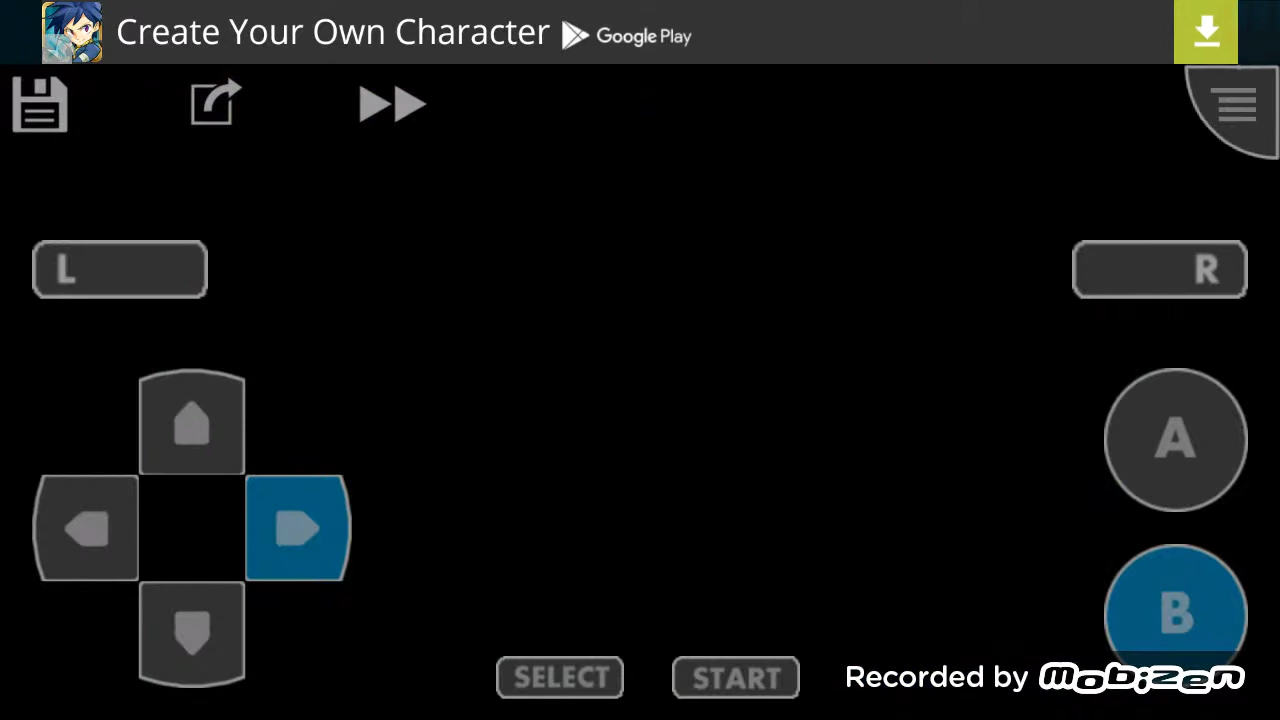 Create Your Own Character Google Play
L
R
A
B
SELECT START
Recorded by mobizen